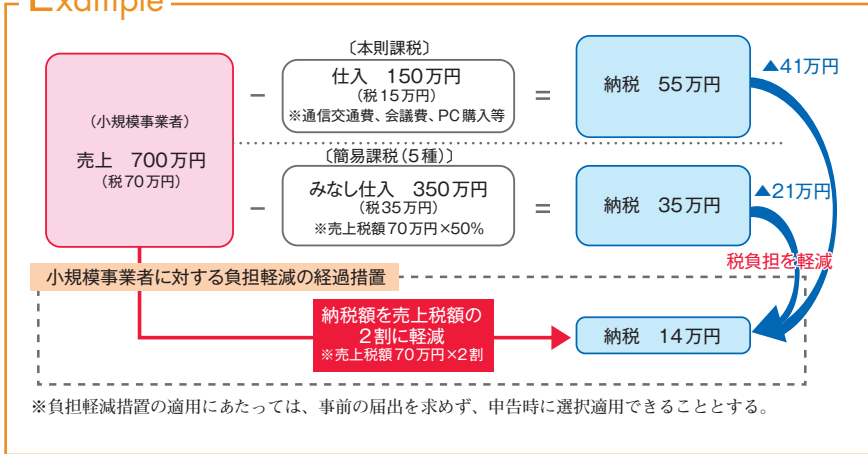 Example
〔本則課税〕
(小規模事業者)
売上 700万円
(税70万円)
−
仕入 150万円
(税15万円)
※通信交通費、会議費、PC購入等
=
納税 55万円
▲41万円
〔簡易課税(5種)〕
−
みなし仕入 350万円
(税35万円)
※売上税額70万円×50%
=
納税 35万円
▲21万円
税負担を軽減
小規模事業者に対する負担軽減の経過措置
納税額を売上税額の
2割に軽減
※売上税額70万円×2割
納税 14万円
※負担軽減措置の適用にあたっては、事前の届出を求めず、申告時に選択適用できることとする。